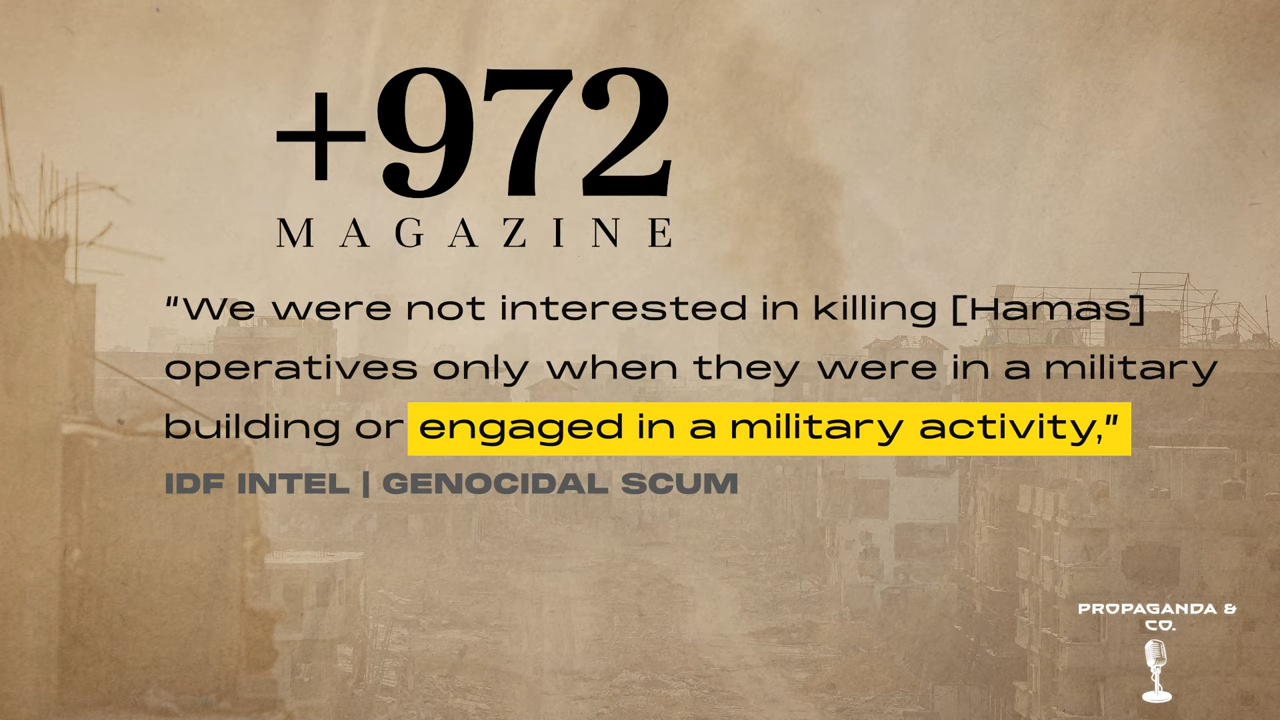 +972
MAGAZINE
“We were not interested in killing [Hamas]
operatives only when they were in a military
building or engaged in a military activity,”
IDF INTEL | GENOCIDAL SCUM
PROPAGANDA &
CO.